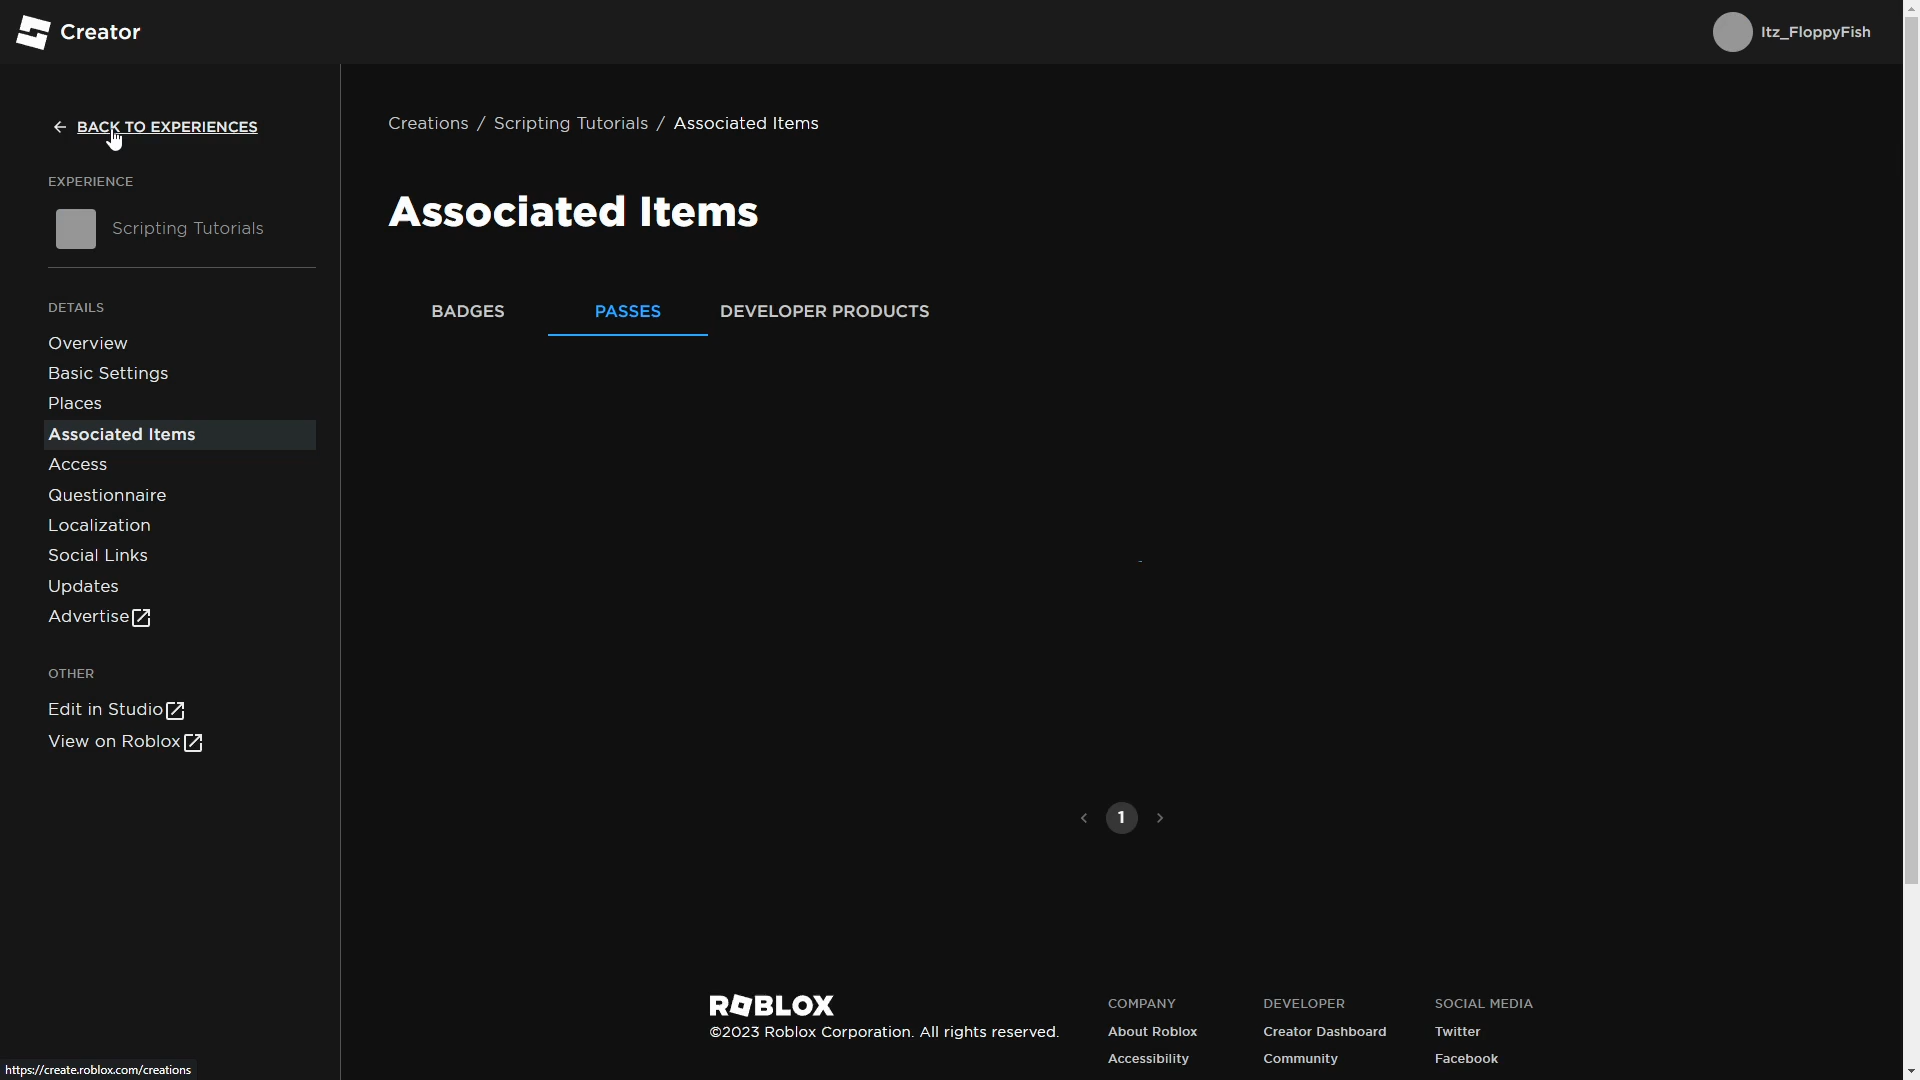 Creator
Itz_FloppyFish
BACK TO EXPERIENCES
EXPERIENCE
Scripting Tutorials
DETAILS
Overview
Basic Settings
Places
Associated Items
Access
Questionnaire
Localization
Social Links
Updates
Advertise
OTHER
Edit in Studio
View on Roblox
Creations / Scripting Tutorials / Associated Items
Associated Items
BADGES PASSES DEVELOPER PRODUCTS
1
ROBLOX
©2023 Roblox Corporation. All rights reserved.
COMPANY
About Roblox
Accessibility
DEVELOPER
Creator Dashboard
Community
SOCIAL MEDIA
Twitter
Facebook
https://create.roblox.com/creations